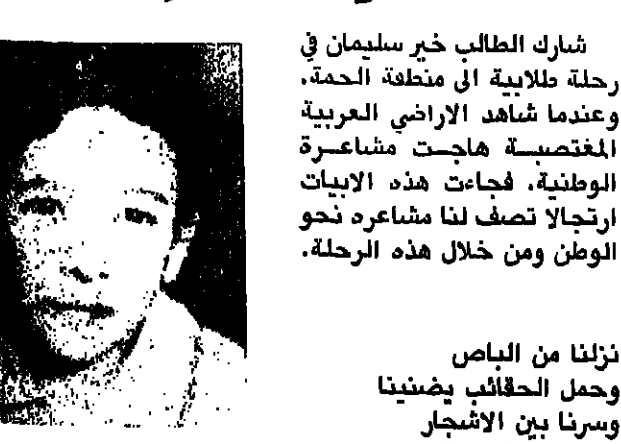 شارك الطالب خير سليمان في
رحلة طلابية الى منطقة الحمة.
وعندما شاهد الاراضي العربية
المغتصبة هاجت مشاعرة
الوطنية. فجاءت هذه الابيات
ارتجالا تصف لنا مشاعره نحو
الوطن ومن خلال هذه الرحلة.
نزلنا من الباص
وحمل الحقائب يضنينا
وسرنا بين الاشجار